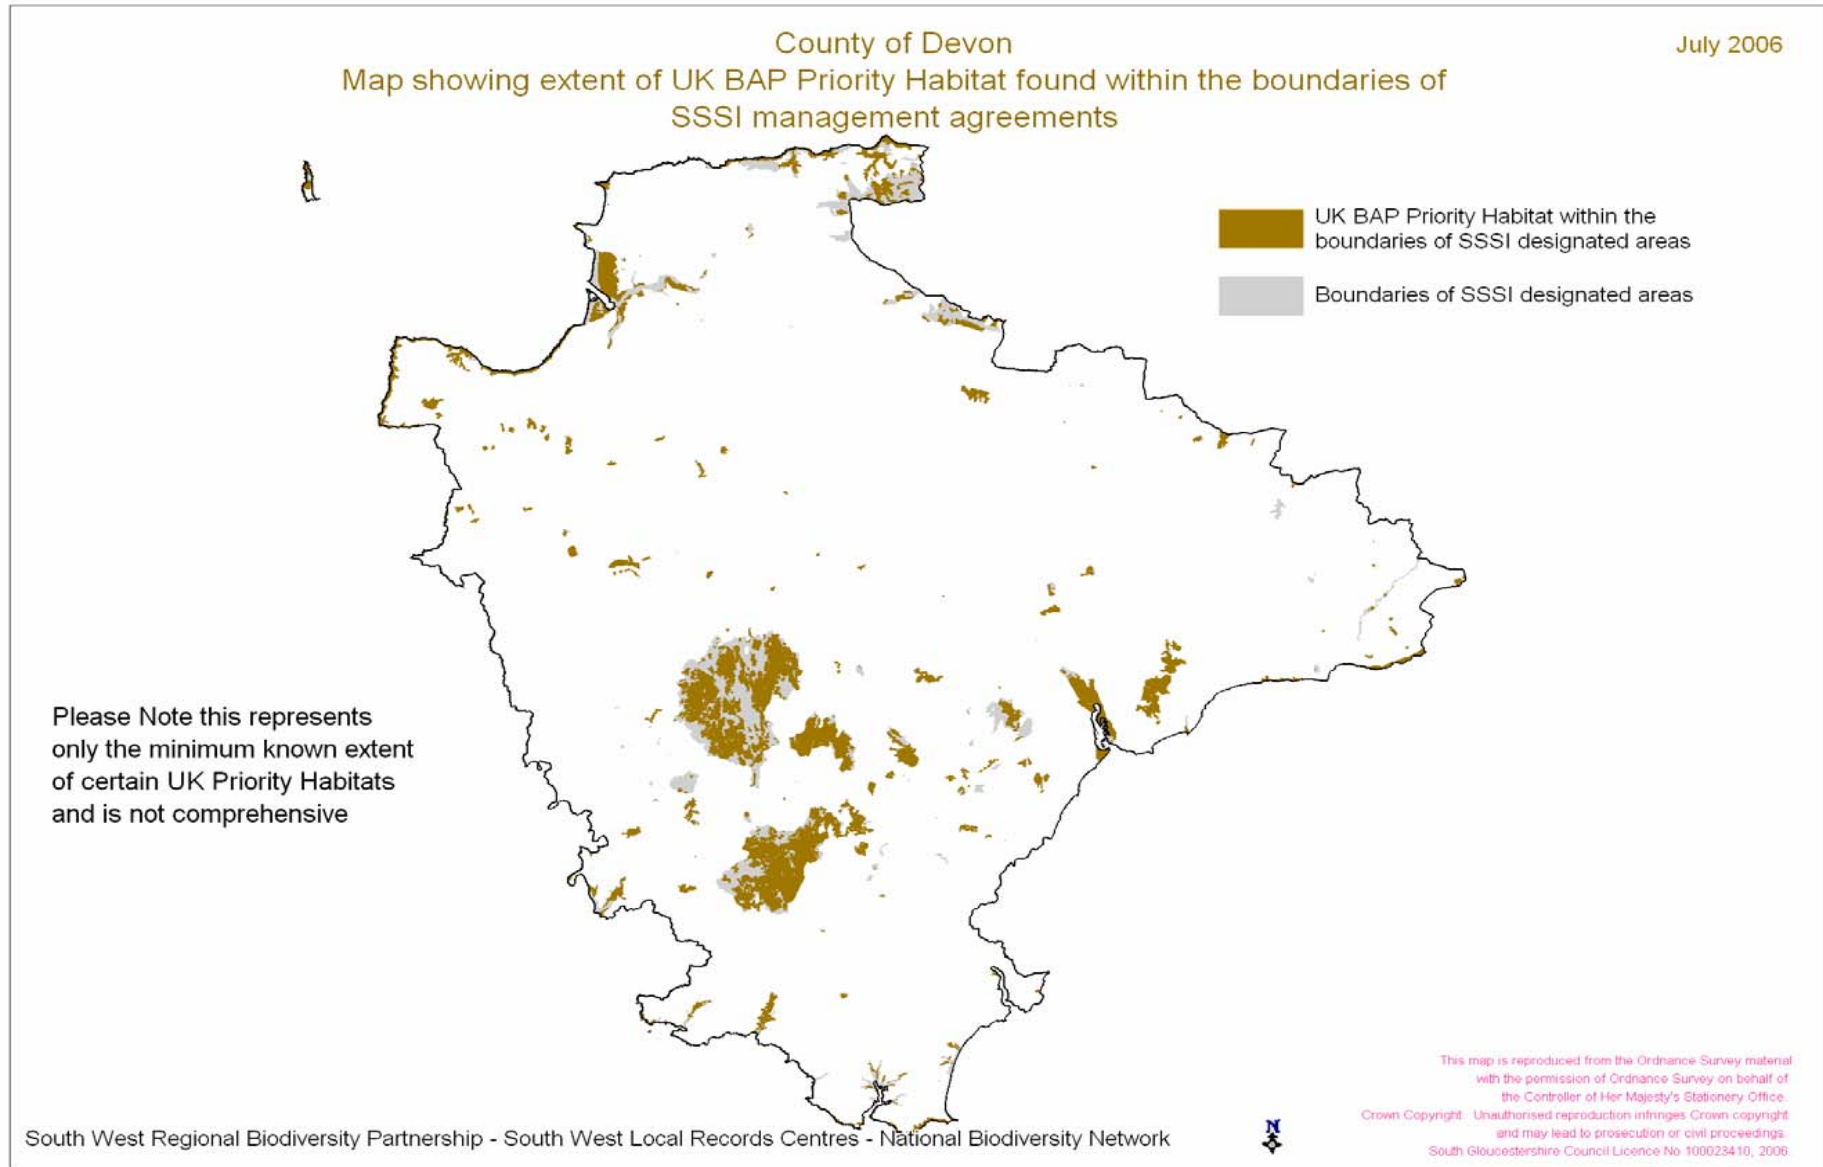 County of Devon
July 2006
Map showing extent of UK BAP Priority Habitat found within the boundaries of
SSSI management agreements
UK BAP Priority Habitat within the
boundaries of SSSI designated areas
Boundaries of SSSI designated areas
Please Note this represents
only the minimum known extent
of certain UK Priority Habitats
and is not comprehensive
This map is reproduced from the Ordnance Survey material
with the permission of Ordnance Survey on behalf of
the Controller of Her Majesty's Stationery Office.
Crown Copyright. Unauthorised reproduction infringes Crown copyright
and may lead to prosecution or civil proceedings.
South Gloucestershire Council Licence No 100023410, 2006.
South West Regional Biodiversity Partnership - South West Local Records Centres - National Biodiversity Network
N